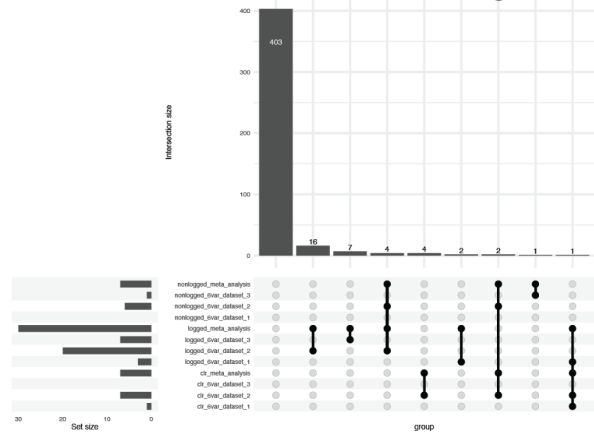 400
403
300
Intersection size
200
100
16
7
4
4
2
2
1
1
0
nonlogged_meta_analysis
nonlogged_6var_dataset_3
nonlogged_6var_dataset_2
nonlogged_6var_dataset_1
logged_meta_analysis
logged_6var_dataset_3
logged_6var_dataset_2
logged_6var_dataset_1
clr_meta_analysis
clr_6var_dataset_3
clr_6var_dataset_2
clr_6var_dataset_1
30 20 10 0
Set size
group